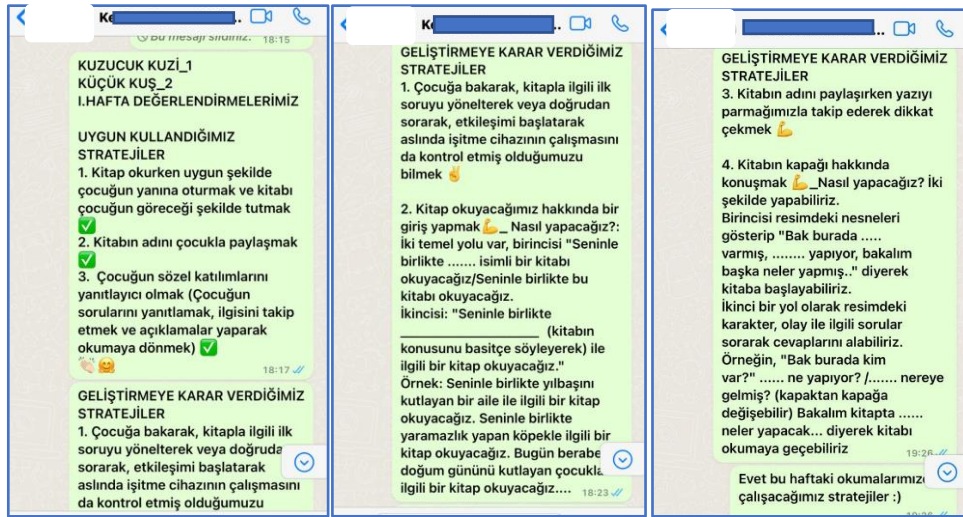 Ke
Bu mesajı sildiniz. 18:15
KUZUCUK KUZİ_1
KÜÇÜK KUŞ_2
I.HAFTA DEĞERLENDİRMELERİMİZ
UYGUN KULLANDIĞIMIZ
STRATEJİLER
1. Kitap okurken uygun şekilde
çocuğun yanına oturmak ve kitabı
çocuğun göreceği şekilde tutmak
✅
2. Kitabın adını çocukla paylaşmak
✅
3. Çocuğun sözel katılımlarını
yanıtlayıcı olmak (Çocuğun
sorularını yanıtlamak, ilgisini takip
etmek ve açıklamalar yaparak
okumaya dönmek) ✅
👏🏻🤗
18:17
GELİŞTİRMEYE KARAR VERDİĞİMİZ
STRATEJİLER
1. Çocuğa bakarak, kitapla ilgili ilk
soruyu yönelterek veya doğruda
sorarak, etkileşimi başlatarak
aslında işitme cihazının çalışmasını
da kontrol etmiş olduğumuzu
K
..
GELİŞTİRMEYE KARAR VERDİĞİMİZ
STRATEJİLER
1. Çocuğa bakarak, kitapla ilgili ilk
soruyu yönelterek veya doğrudan
sorarak, etkileşimi başlatarak
aslında işitme cihazının çalışmasını
da kontrol etmiş olduğumuzu
bilmek ✌
2. Kitap okuyacağımız hakkında bir
giriş yapmak💪_ Nasıl yapacağız?:
İki temel yolu var, birincisi "Seninle
birlikte ....... isimli bir kitabı
okuyacağız/Seninle birlikte bu
kitabı okuyacağız.
İkincisi: "Seninle birlikte
____________________ (kitabın
konusunu basitçe söyleyerek) ile
ilgili bir kitap okuyacağız."
Örnek: Seninle birlikte yılbaşını
kutlayan bir aile ile ilgili bir kitap
okuyacağız. Seninle birlikte
yaramazlık yapan köpekle ilgili bir
kitap okuyacağız. Bugün berabe
doğum gününü kutlayan çocukla
ilgili bir kitap okuyacağız.... 18:23
...
GELİŞTİRMEYE KARAR VERDİĞİMİZ
STRATEJİLER
3. Kitabın adını paylaşırken yazıyı
parmağımızla takip ederek dikkat
çekmek 💪
4. Kitabın kapağı hakkında
konuşmak 💪_Nasıl yapacağız? İki
şekilde yapabiliriz.
Birincisi resimdeki nesneleri
gösterip "Bak burada .....
varmış, ........ yapıyor, bakalım
başka neler yapmış.." diyerek
kitaba başlayabiliriz.
İkinci bir yol olarak resimdeki
karakter, olay ile ilgili sorular
sorarak cevaplarını alabiliriz.
Örneğin, "Bak burada kim
var?" ...... ne yapıyor? /....... nereye
gelmiş? (kapaktan kapağa
değişebilir) Bakalım kitapta ......
neler yapacak... diyerek kitabı
okumaya geçebiliriz 19:26
Evet bu haftaki okumalarımız
çalışacağımız stratejiler :)